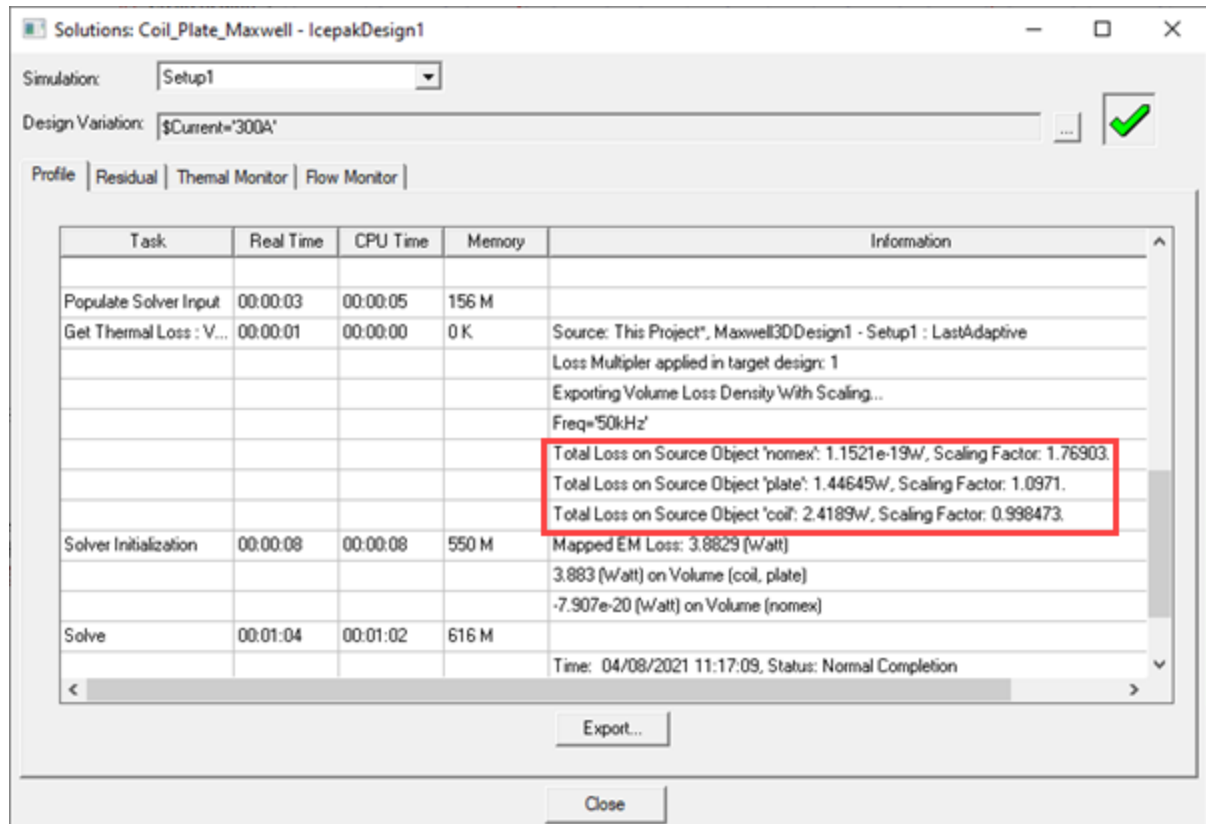 Solutions: Coil_Plate_Maxwell - IcepakDesign1
Simulation: Setup1
Design Variation: $Current='300A' ...
Profile Residual Themal Monitor Flow Monitor
Task Real Time CPU Time Memory Information
Populate Solver Input 00:00:03 00:00:05 156 M
Get Thermal Loss : V... 00:00:01 00:00:00 0 K Source: This Project*, Maxwell3DDesign1 - Setup1 : LastAdaptive
Loss Multipler applied in target design: 1
Exporting Volume Loss Density With Scaling...
Freq='50kHz'
Total Loss on Source Object 'nomex': 1.1521e-19W, Scaling Factor: 1.76903.
Total Loss on Source Object 'plate': 1.44645W, Scaling Factor: 1.0971.
Total Loss on Source Object 'coil': 2.4189W, Scaling Factor: 0.998473.
Solver Initialization 00:00:08 00:00:08 550 M Mapped EM Loss: 3.8829 (Watt)
3.883 (Watt) on Volume (coil, plate)
-7.907e-20 (Watt) on Volume (nomex)
Solve 00:01:04 00:01:02 616 M
Time: 04/08/2021 11:17:09, Status: Normal Completion
Export...
Close